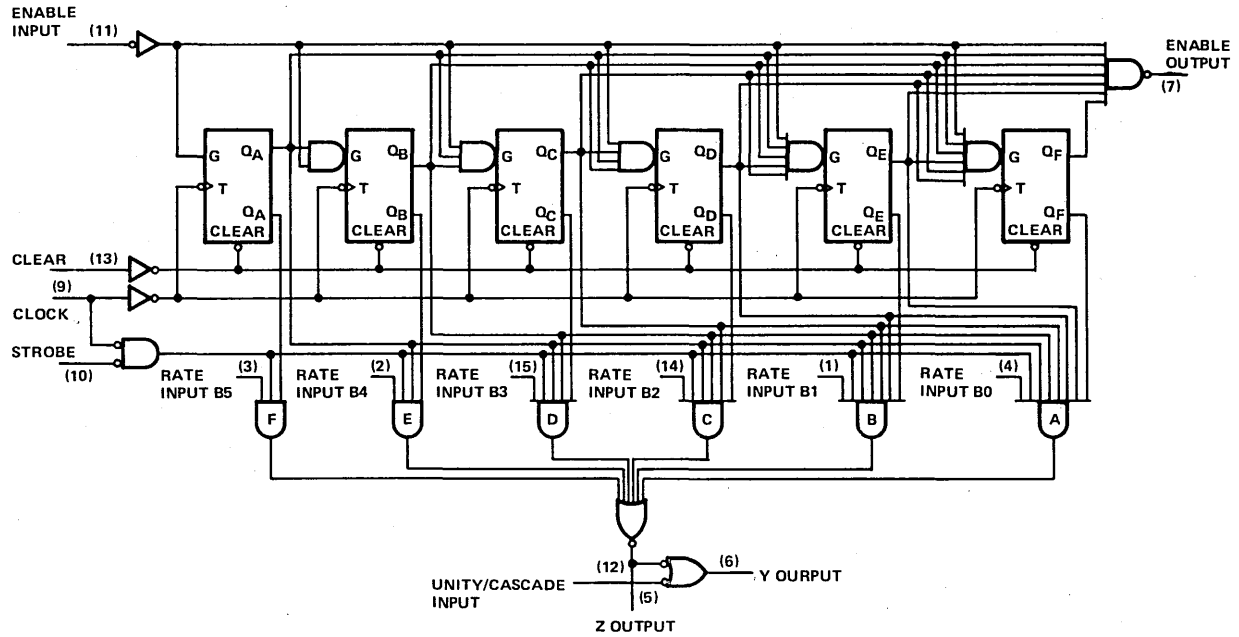 ENABLE
INPUT
(11)
ENABLE
OUTPUT
(7)
G QA
T
QA
CLEAR
G QB
T
QB
CLEAR
G QC
T
QC
CLEAR
G QD
T
QD
CLEAR
G QE
T
QE
CLEAR
G QF
T
QF
CLEAR
CLEAR (13)
(9)
CLOCK
STROBE
(10)
RATE
INPUT B5
(3)
RATE
INPUT B4
(2)
RATE
INPUT B3
(15)
RATE
INPUT B2
(14)
RATE
INPUT B1
(1)
RATE
INPUT B0
(4)
F
E
D
C
B
A
(12)
(6)
Y OURPUT
UNITY/CASCADE
INPUT
(5)
Z OUTPUT